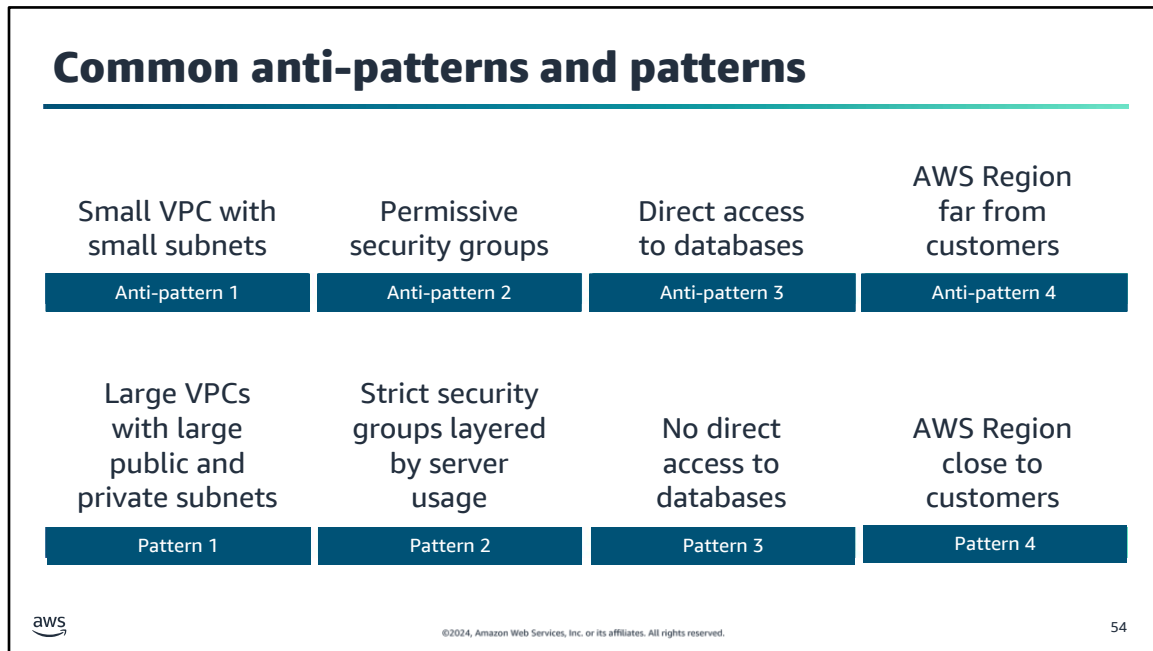 Common anti-patterns and patterns
Small VPC with
small subnets
Anti-pattern 1
Permissive
security groups
Anti-pattern 2
Direct access
to databases
Anti-pattern 3
AWS Region
far from
customers
Anti-pattern 4
Large VPCs
with large
public and
private subnets
Pattern 1
Strict security
groups layered
by server
usage
Pattern 2
No direct
access to
databases
Pattern 3
AWS Region
close to
customers
Pattern 4
aws
©2024, Amazon Web Services, Inc. or its affiliates. All rights reserved.
54